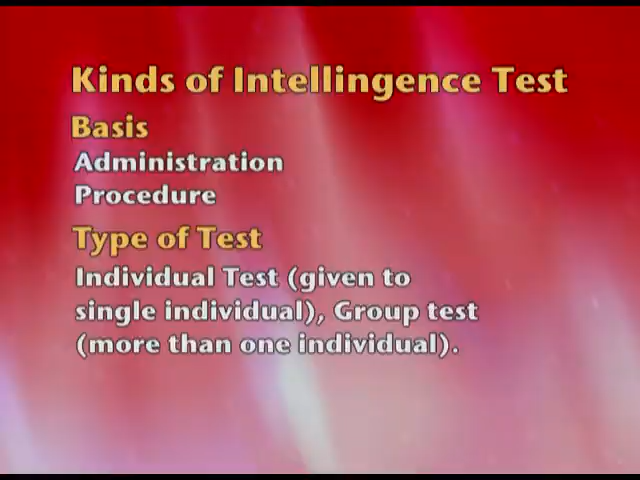 Kinds of Intellingence Test
Basis
Administration
Procedure
Type of Test
Individual Test (given to
single individual), Group test
(more than one individual).